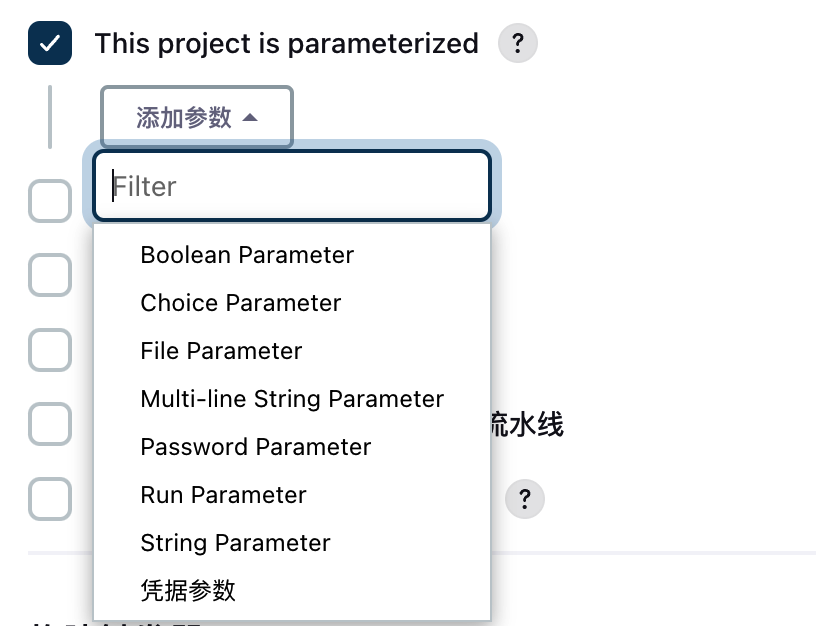 This project is parameterized ?
添加参数
Filter
Boolean Parameter
Choice Parameter
File Parameter
Multi-line String Parameter
流水线
Password Parameter
Run Parameter
?
String Parameter
凭据参数